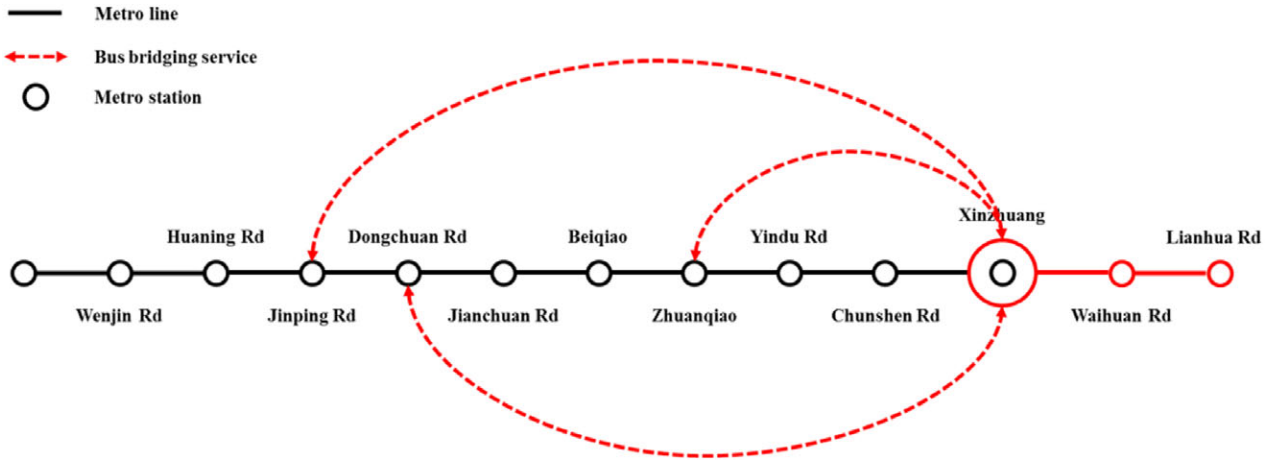 Metro line
Bus bridging service
Metro station
Xinzhuang
Huaning Rd
Dongchuan Rd
Beiqiao
Yindu Rd
Lianhua Rd
Wenjin Rd
Jinping Rd
Jianchuan Rd
Zhuanqiao
Chunshen Rd
Waihuan Rd